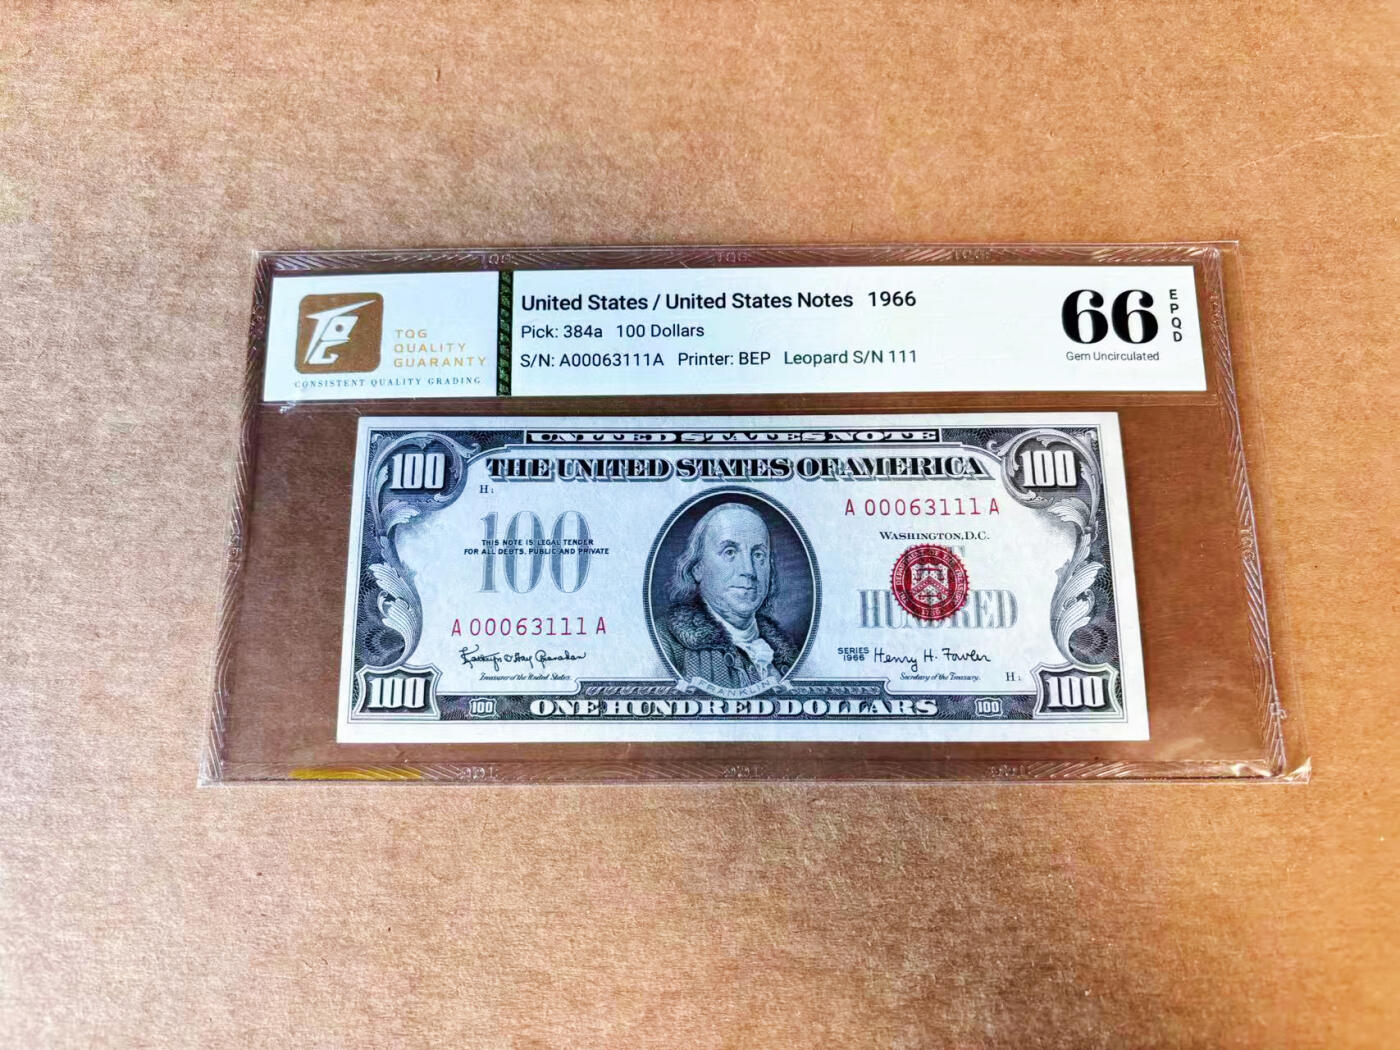 TQG
QUALITY
GUARANTY
CONSISTENT QUALITY GRADING
United States / United States Notes 1966
Pick: 384a 100 Dollars
S/N: A00063111A Printer: BEP Leopard S/N 111
66
EPQD
Gem Uncirculated
UNITED STATES NOTE
100
THE UNITED STATES OF AMERICA
100
H1
A 00063111 A
100
THIS NOTE IS LEGAL TENDER
FOR ALL DEBTS, PUBLIC AND PRIVATE
WASHINGTON, D.C.
HUNDRED
A 00063111 A
SERIES
1966
Henry H. Fowler
Treasurer of the United States.
Secretary of the Treasury.
H1
FRANKLIN
100
100
ONE HUNDRED DOLLARS
100
100